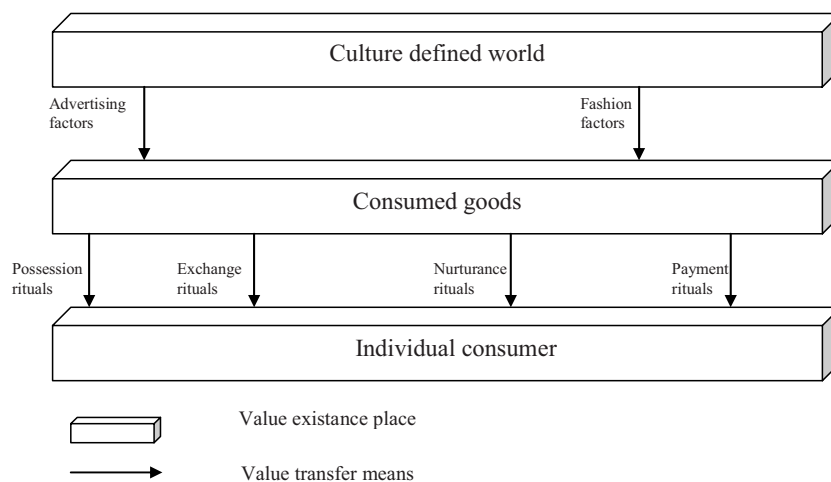 Culture defined world
Advertising
factors
Fashion
factors
Consumed goods
Possession
rituals
Exchange
rituals
Nurturance
rituals
Payment
rituals
Individual consumer
Value existance place
Value transfer means